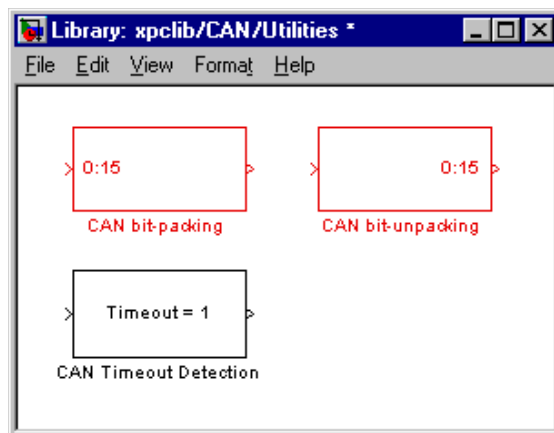 Library: xpclib/CAN/Utilities *
File Edit View Format Help
0:15 0:15
CAN bit-packing CAN bit-unpacking
Timeout = 1
CAN Timeout Detection